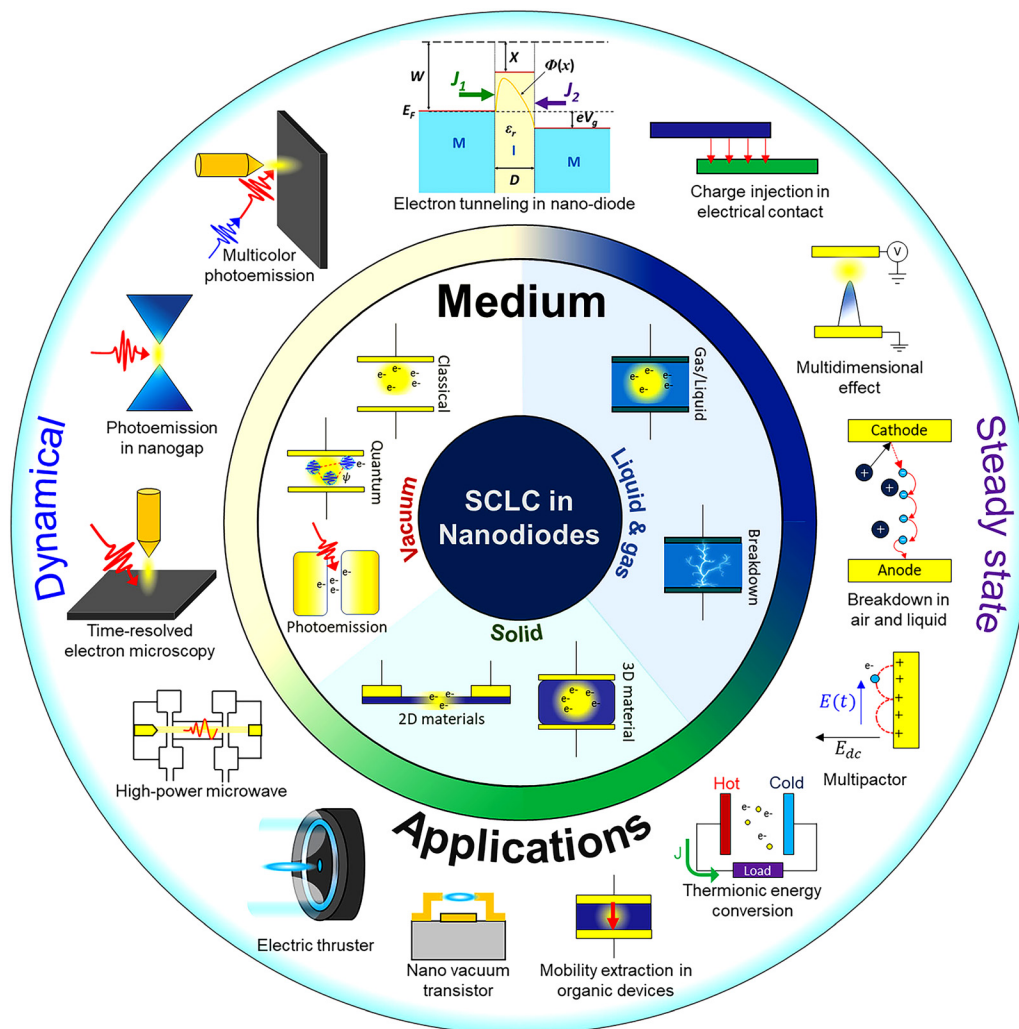 W
X
Φ(x)
J1
J2
EF
eVg
εr
M
I
M
D
Electron tunneling in nano-diode
Charge injection in
electrical contact
V
Multidimensional
effect
Cathode
+
+
+
-
-
-
-
Anode
Breakdown in
air and liquid
e-
E(t)
Edc
+
+
+
+
+
Multipactor
Hot
Cold
e-
e-
e-
J
Load
Thermionic energy
conversion
Mobility extraction in
organic devices
Nano vacuum
transistor
Electric thruster
High-power microwave
Time-resolved
electron microscopy
Photoemission
in nanogap
Multicolor
photoemission
Dynamical
Steady state
Applications
Medium
Classical
e-
e-
e-
e-
e-
Quantum
e-
ψ
Photoemission
e-
e-
e-
e-
Vacuum
Gas/Liquid
e-
e-
e-
e-
e-
Liquid & gas
Breakdown
SCLC in
Nanodiodes
Solid
2D materials
e-
e-
e-
3D material
e-
e-
e-
e-
e-